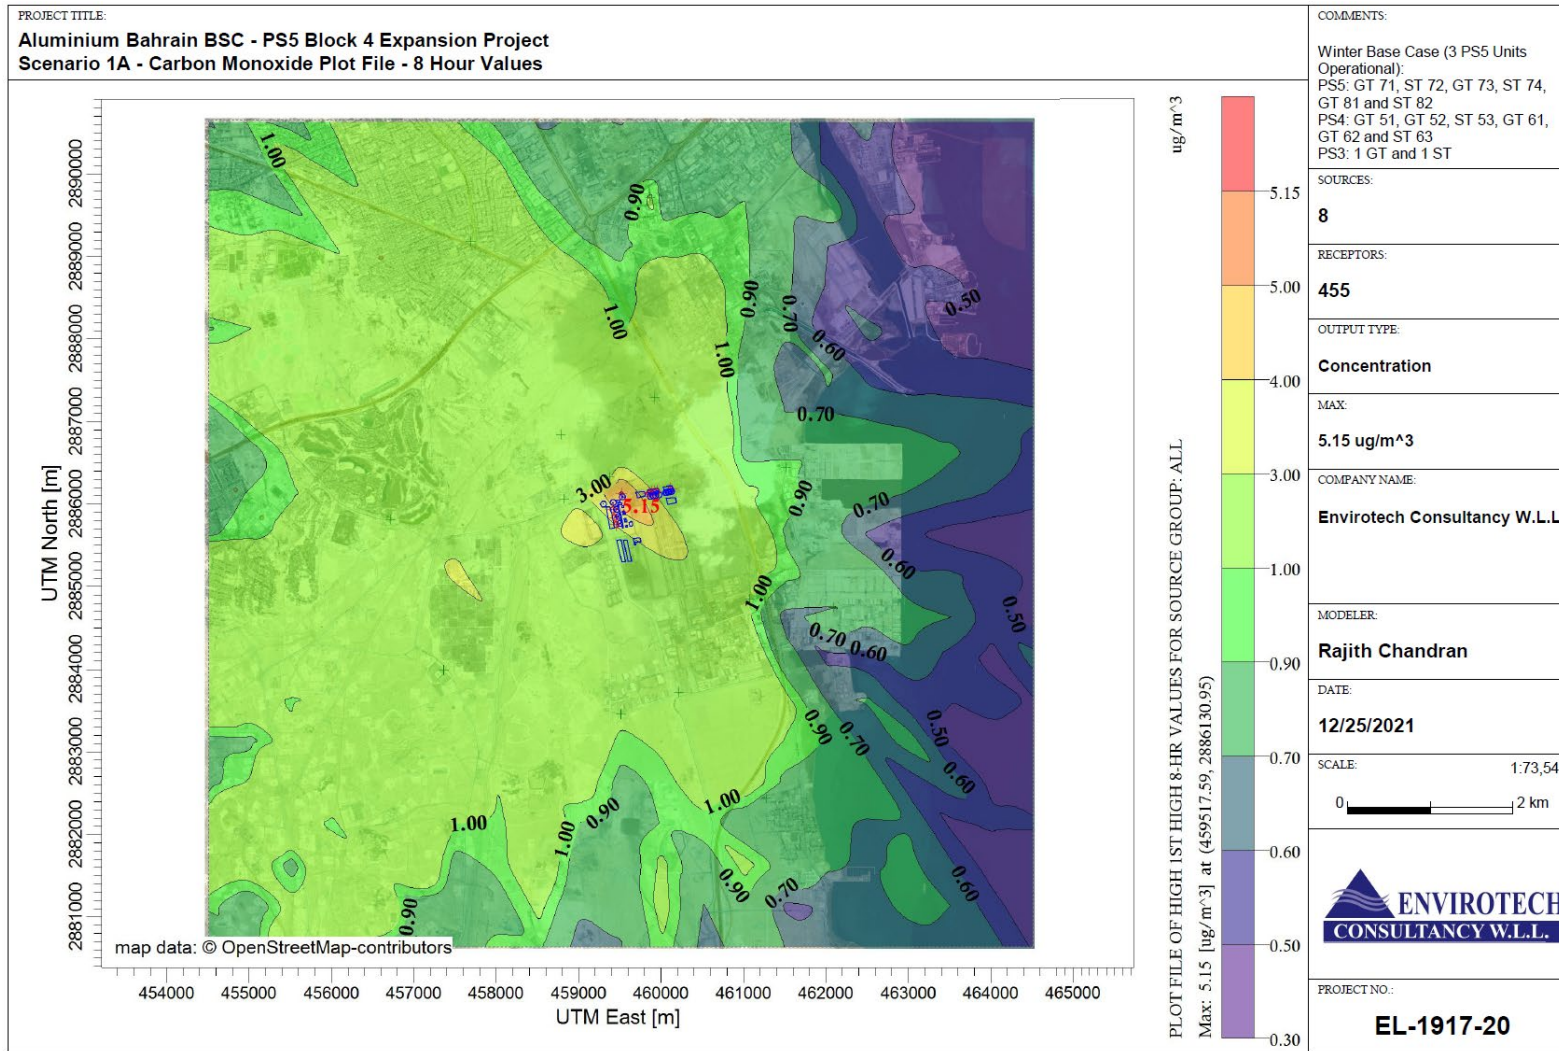 PROJECT TITLE:
Aluminium Bahrain BSC - PS5 Block 4 Expansion Project
Scenario 1A - Carbon Monoxide Plot File - 8 Hour Values
COMMENTS:
Winter Base Case (3 PS5 Units
Operational):
PS5: GT 71, ST 72, GT 73, ST 74,
GT 81 and ST 82
PS4: GT 51, GT 52, ST 53, GT 61,
GT 62 and ST 63
PS3: 1 GT and 1 ST
SOURCES:
8
RECEPTORS:
455
OUTPUT TYPE:
Concentration
MAX:
5.15 ug/m^3
COMPANY NAME:
Envirotech Consultancy W.L.L
MODELER:
Rajith Chandran
DATE:
12/25/2021
SCALE:
1:73,54
0
2 km
ENVIROTECH
CONSULTANCY W.L.L.
PROJECT NO.:
EL-1917-20
UTM North [m]
2890000
2889000
2888000
2887000
2886000
2885000
2884000
2883000
2882000
2881000
1.00
0.90
1.00
0.90
0.70
0.60
0.50
1.00
0.70
3.00
5.15
0.90
0.70
0.60
1.00
0.50
0.70
0.60
0.90
0.70
0.50
0.60
1.00
0.90
1.00
1.00
0.90
0.90
0.70
0.60
map data: © OpenStreetMap-contributors
454000
455000
456000
457000
458000
459000
460000
461000
462000
463000
464000
465000
UTM East [m]
PLOT FILE OF HIGH 1ST HIGH 8-HR VALUES FOR SOURCE GROUP: ALL
Max: 5.15 [ug/m^3] at (459517.59, 2886130.95)
ug/m^3
5.15
5.00
4.00
3.00
1.00
0.90
0.70
0.60
0.50
0.30